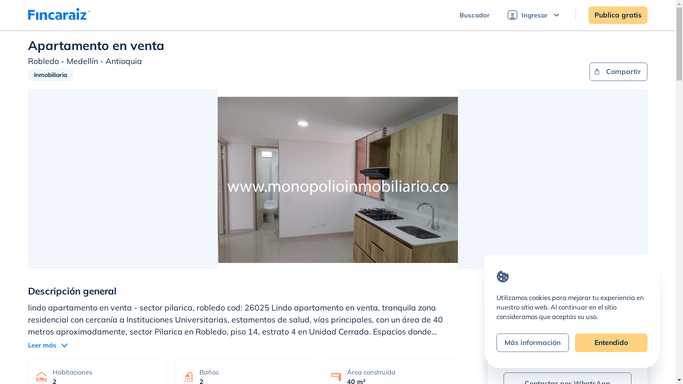 Fincaraiz
Buscador
Ingresar
Publica gratis
Apartamento en venta
Robledo - Medellín - Antioquia
Inmobiliaria
Compartir
www.monopolioinmobiliario.co
Descripción general
lindo apartamento en venta - sector pilarica, robledo cod: 26025 Lindo apartamento en venta, tranquila zona
residencial con cercanía a Instituciones Universitarias, estamentos de salud, vías principales, con un área de 40
metros aproximadamente, sector Pilarica en Robledo, piso 14, estrato 4 en Unidad Cerrada. Espacios donde...
Leer más
Habitaciones
2
Baños
2
Área construida
40 m²
Utilizamos cookies para mejorar tu experiencia en
nuestro sitio web. Al continuar en el sitio
consideramos que aceptas su uso.
Más información
Entendido
Contactar por WhatsApp